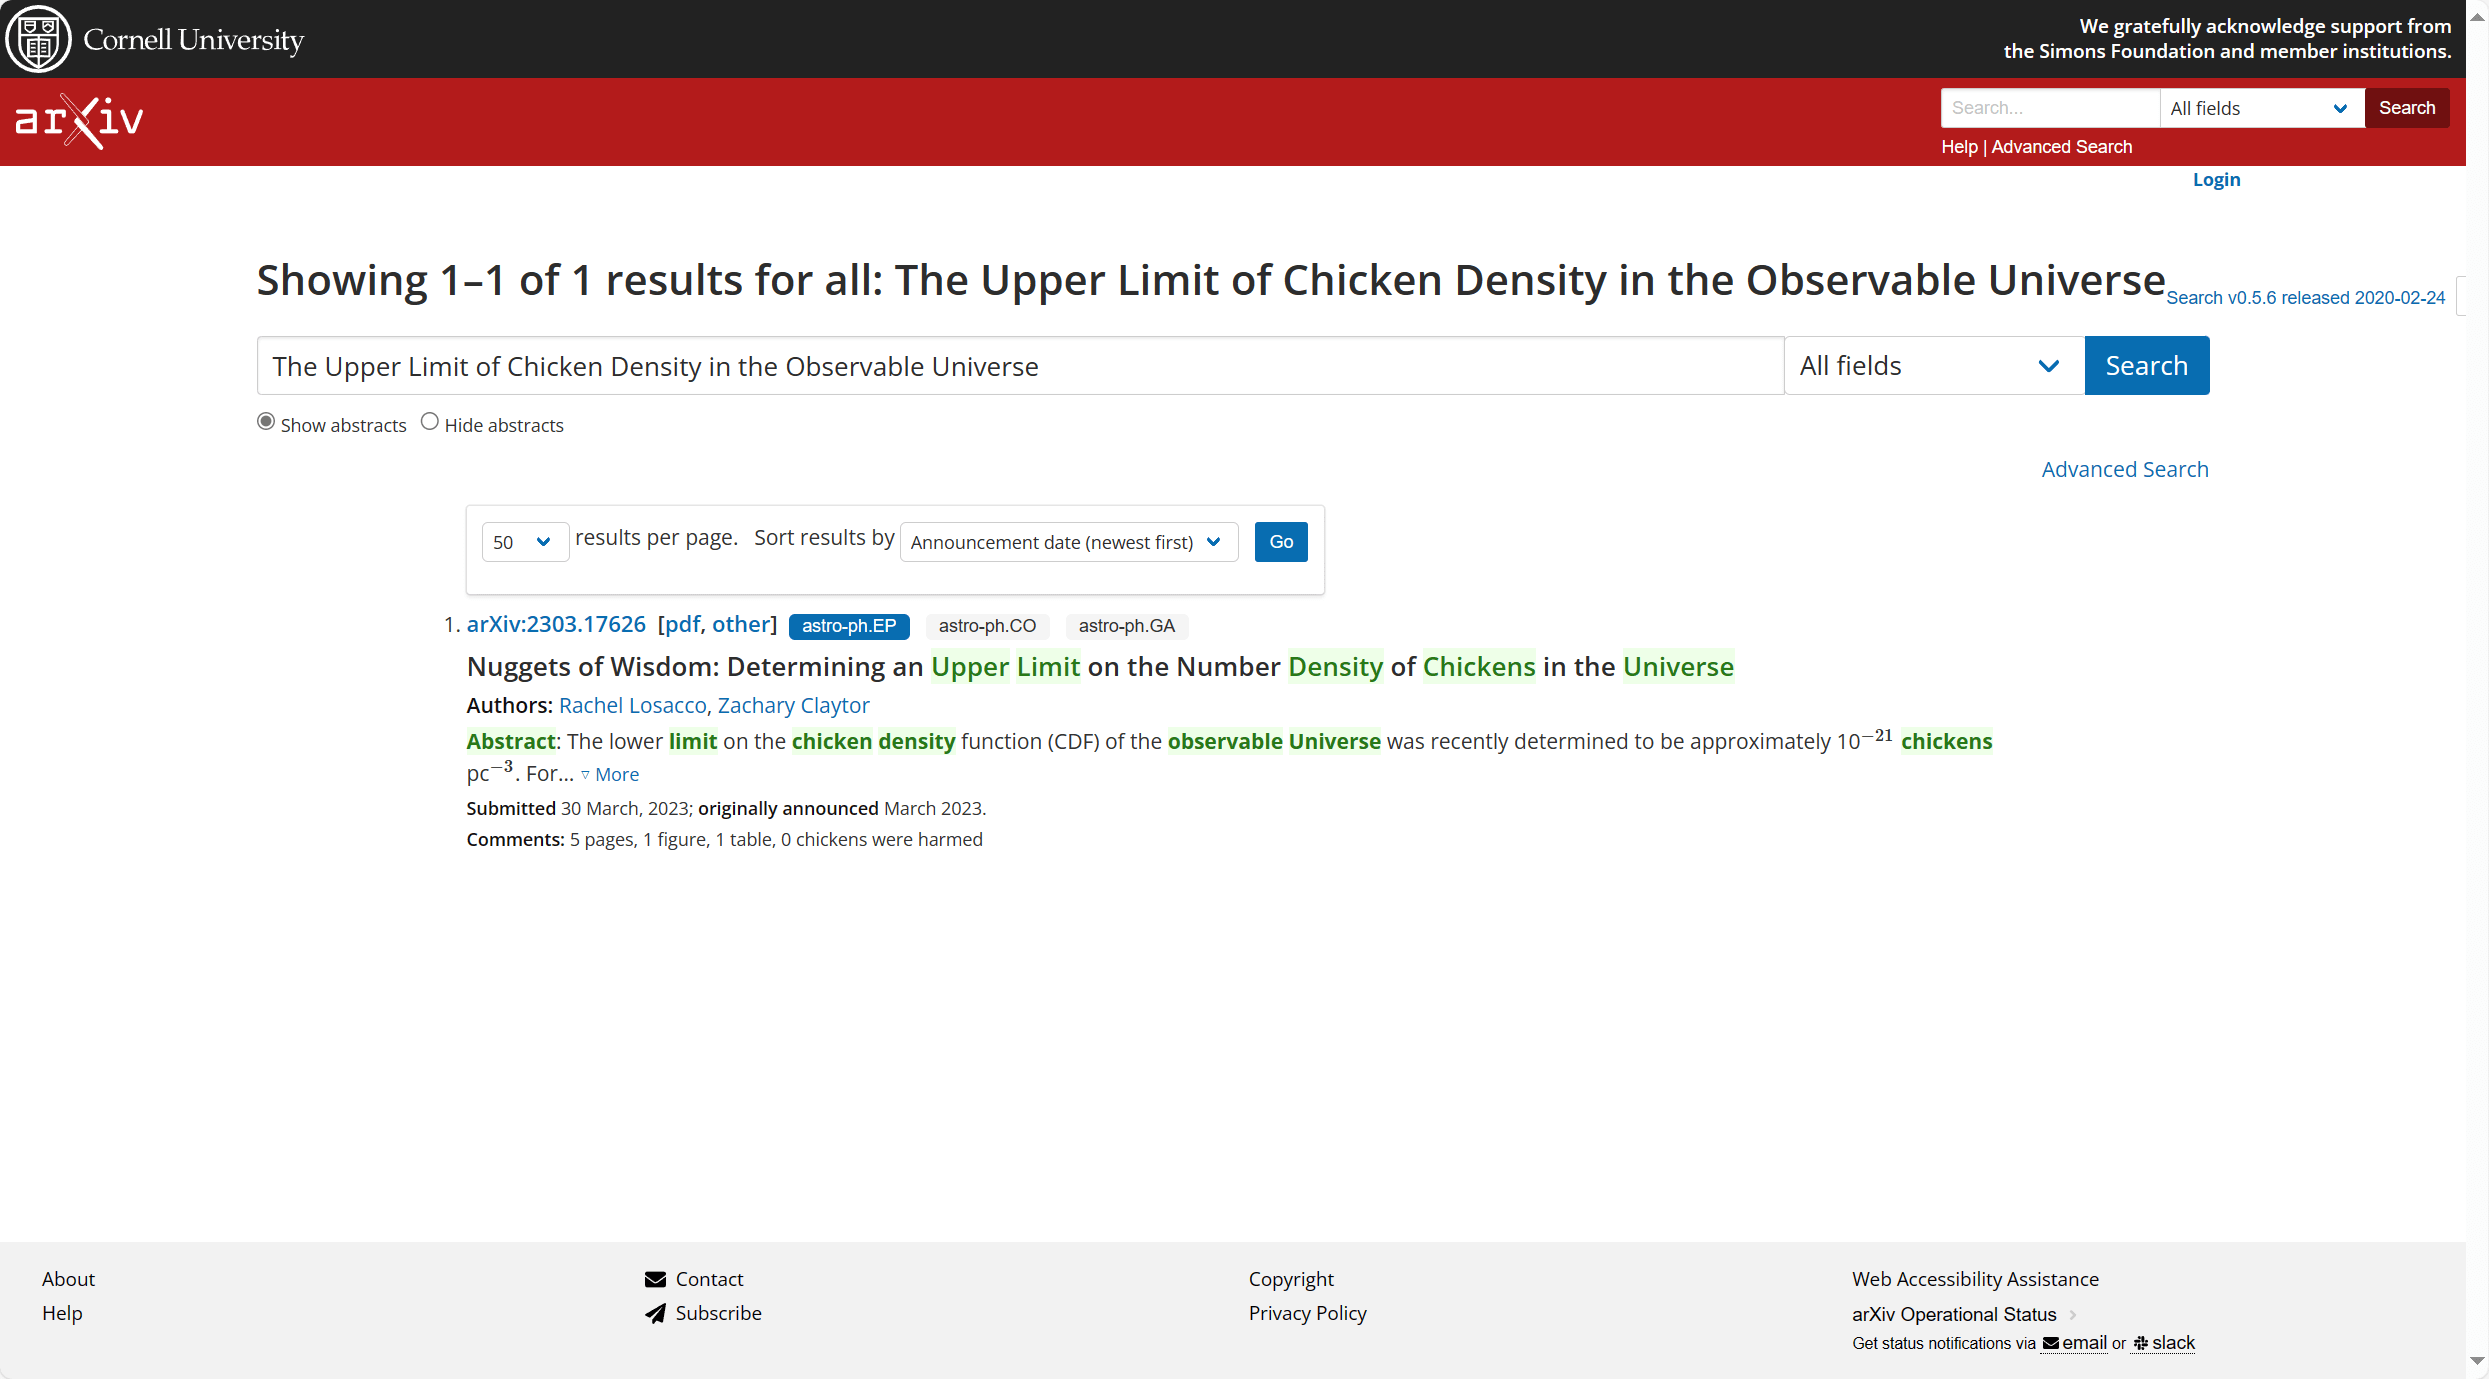 Cornell University
We gratefully acknowledge support from
the Simons Foundation and member institutions.
arXiv
Search...
All fields
Search
Help | Advanced Search
Login
Showing 1–1 of 1 results for all: The Upper Limit of Chicken Density in the Observable Universe
Search v0.5.6 released 2020-02-24
The Upper Limit of Chicken Density in the Observable Universe
All fields
Search
Show abstracts Hide abstracts
Advanced Search
50 results per page. Sort results by Announcement date (newest first) Go
1. arXiv:2303.17626 [pdf, other] astro-ph.EP astro-ph.CO astro-ph.GA
Nuggets of Wisdom: Determining an Upper Limit on the Number Density of Chickens in the Universe
Authors: Rachel Losacco, Zachary Claytor
Abstract: The lower limit on the chicken density function (CDF) of the observable Universe was recently determined to be approximately 10⁻²¹ chickens
pc⁻³. For... ▽ More
Submitted 30 March, 2023; originally announced March 2023.
Comments: 5 pages, 1 figure, 1 table, 0 chickens were harmed
About
Help
Contact
Subscribe
Copyright
Privacy Policy
Web Accessibility Assistance
arXiv Operational Status
Get status notifications via email or slack